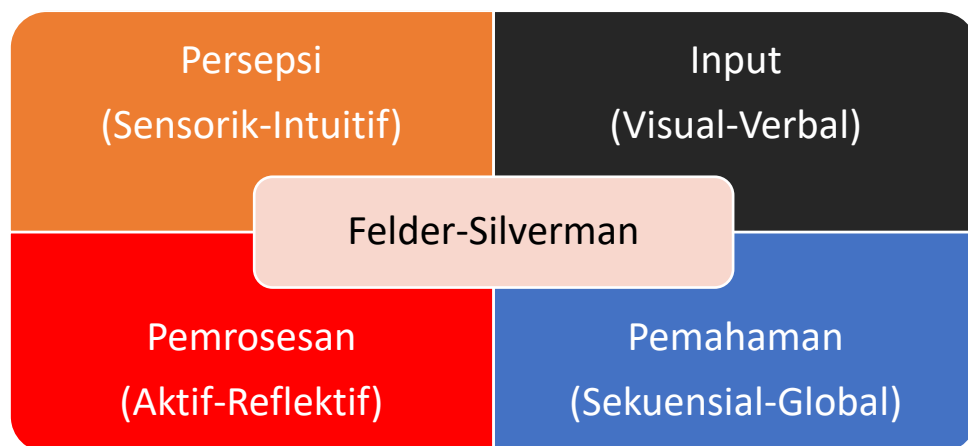 Persepsi
(Sensorik-Intuitif)
Input
(Visual-Verbal)
Felder-Silverman
Pemrosesan
(Aktif-Reflektif)
Pemahaman
(Sekuensial-Global)